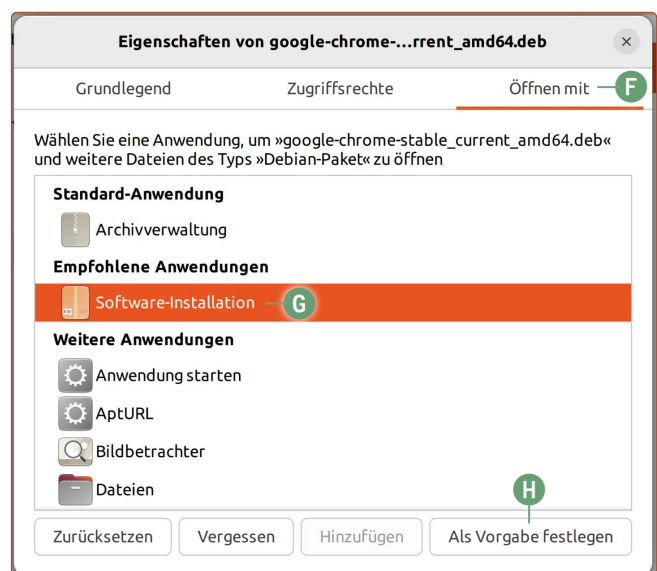 Eigenschaften von google-chrome-...rrent_amd64.deb
Grundlegend
Zugriffsrechte
Öffnen mit
F
Wählen Sie eine Anwendung, um »google-chrome-stable_current_amd64.deb«
und weitere Dateien des Typs »Debian-Paket« zu öffnen
Standard-Anwendung
Archivverwaltung
Empfohlene Anwendungen
Software-Installation
G
Weitere Anwendungen
Anwendung starten
AptURL
Bildbetrachter
Dateien
H
Zurücksetzen
Vergessen
Hinzufügen
Als Vorgabe festlegen